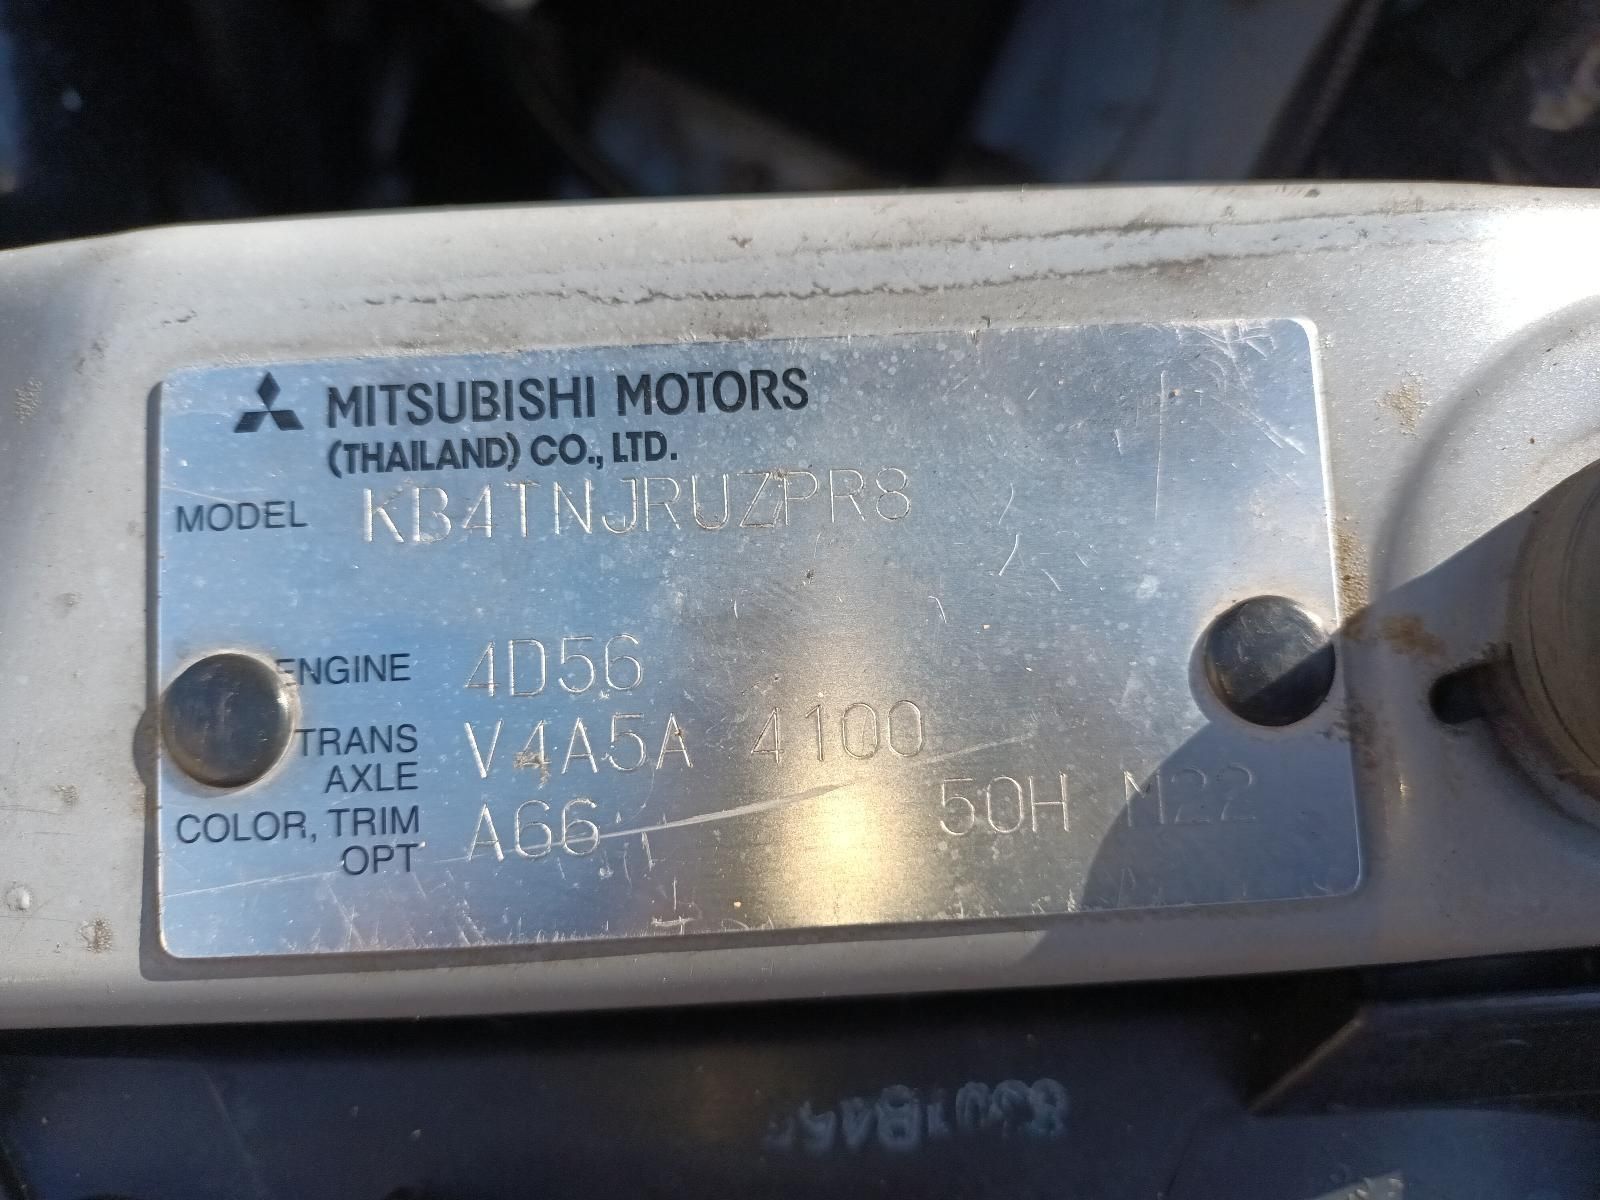 MITSUBISHI MOTORS
(THAILAND) CO., LTD.
MODEL KB4TNJRUZPR8
ENGINE 4D56
TRANS AXLE V4A5A 4100
COLOR, TRIM OPT A66 50H M22